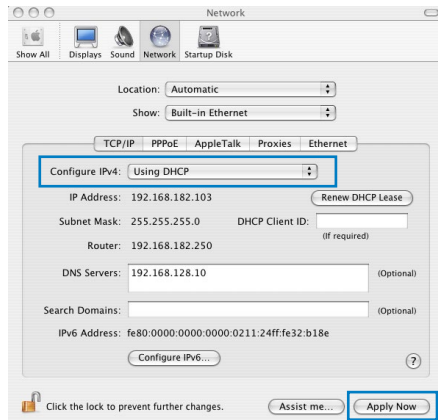 Network
Show All Displays Sound Network Startup Disk
Location: Automatic
Show: Built-in Ethernet
TCP/IP PPPoE AppleTalk Proxies Ethernet
Configure IPv4: Using DHCP
IP Address: 192.168.182.103 Renew DHCP Lease
Subnet Mask: 255.255.255.0 DHCP Client ID:
(If required)
Router: 192.168.182.250
DNS Servers: 192.168.128.10 (Optional)
Search Domains: (Optional)
IPv6 Address: fe80:0000:0000:0000:0211:24ff:fe32:b18e
Configure IPv6... ?
Click the lock to prevent further changes. Assist me... Apply Now